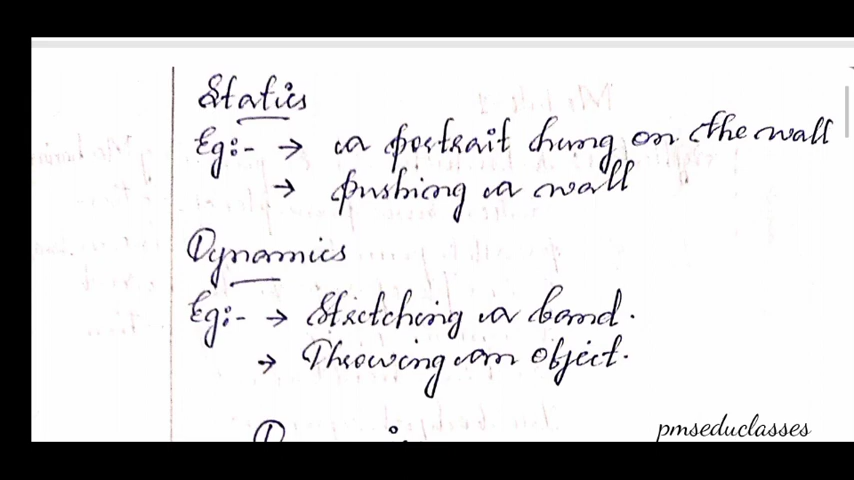 Statics
Eg:- → a portrait hung on the wall
→ pushing a wall
Dynamics
Eg:- → Stretching a band.
→ Throwing an object.
pmseduclasses